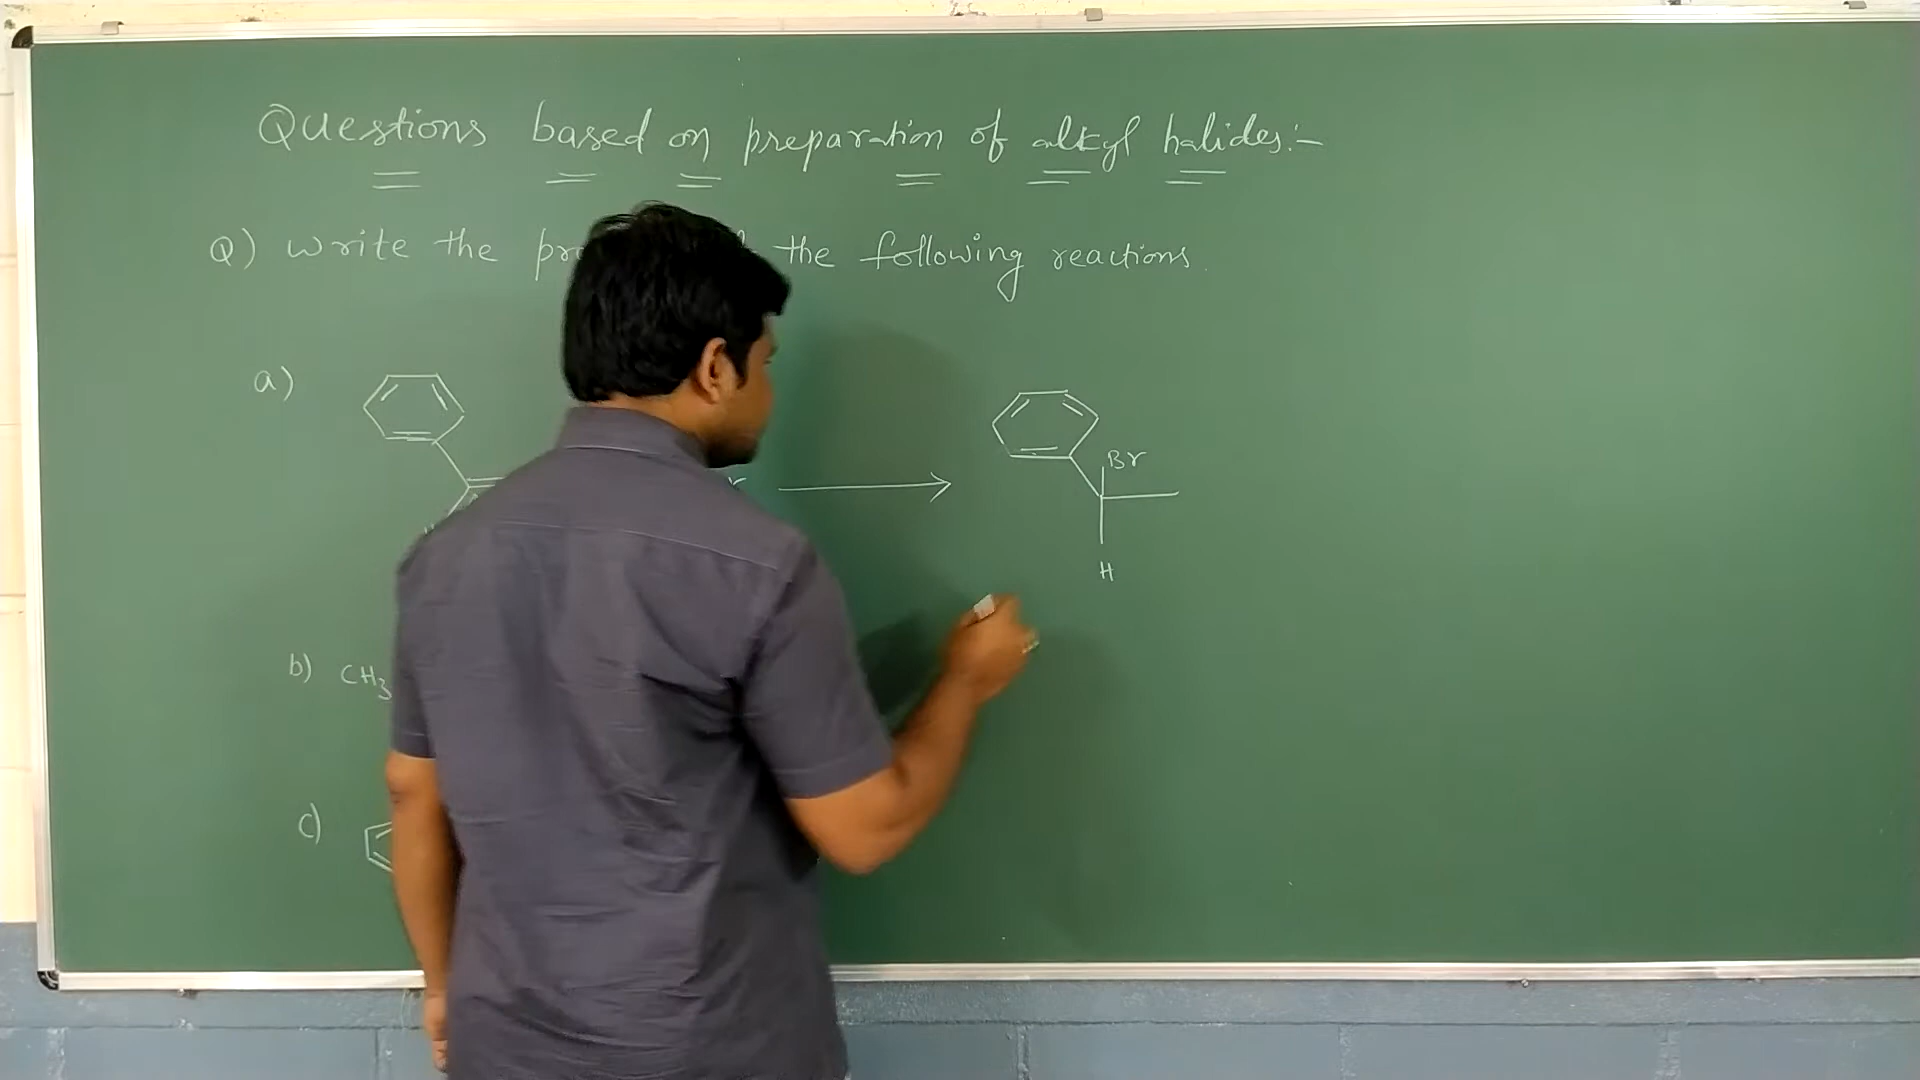 Questions based on preparation of alkyl halides:-
Q) Write the the following reactions.
a)
Br
H
b) CH3
c)